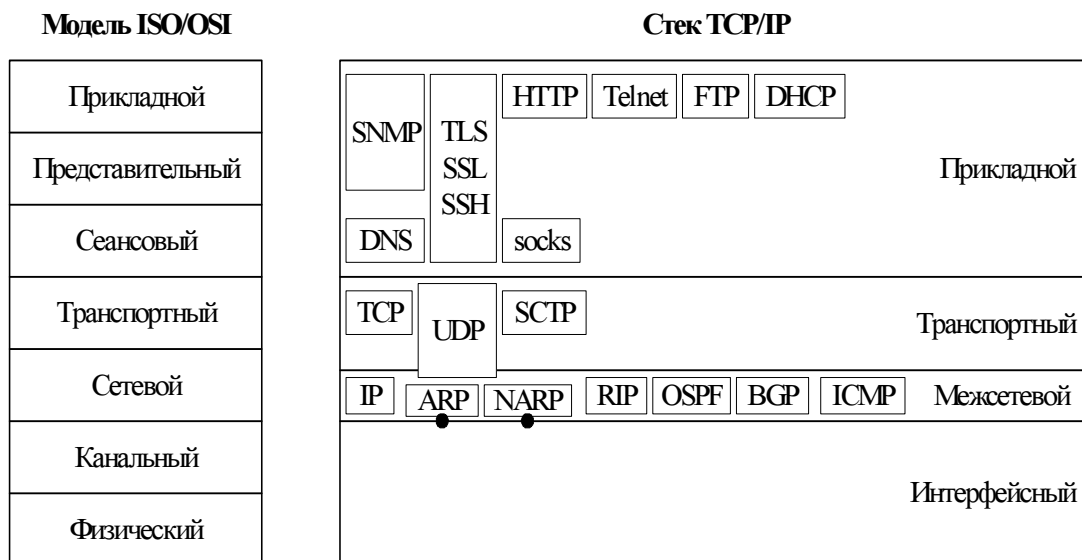 Модель ISO/OSI
Стек TCP/IP
Прикладной
Представительный
Сеансовый
Транспортный
Сетевой
Канальный
Физический
SNMP
TLS
SSL
SSH
HTTP
Telnet
FTP
DHCP
Прикладной
DNS
socks
TCP
UDP
SCTP
Транспортный
IP
ARP
NARP
RIP
OSPF
BGP
ICMP
Межсетевой
Интерфейсный